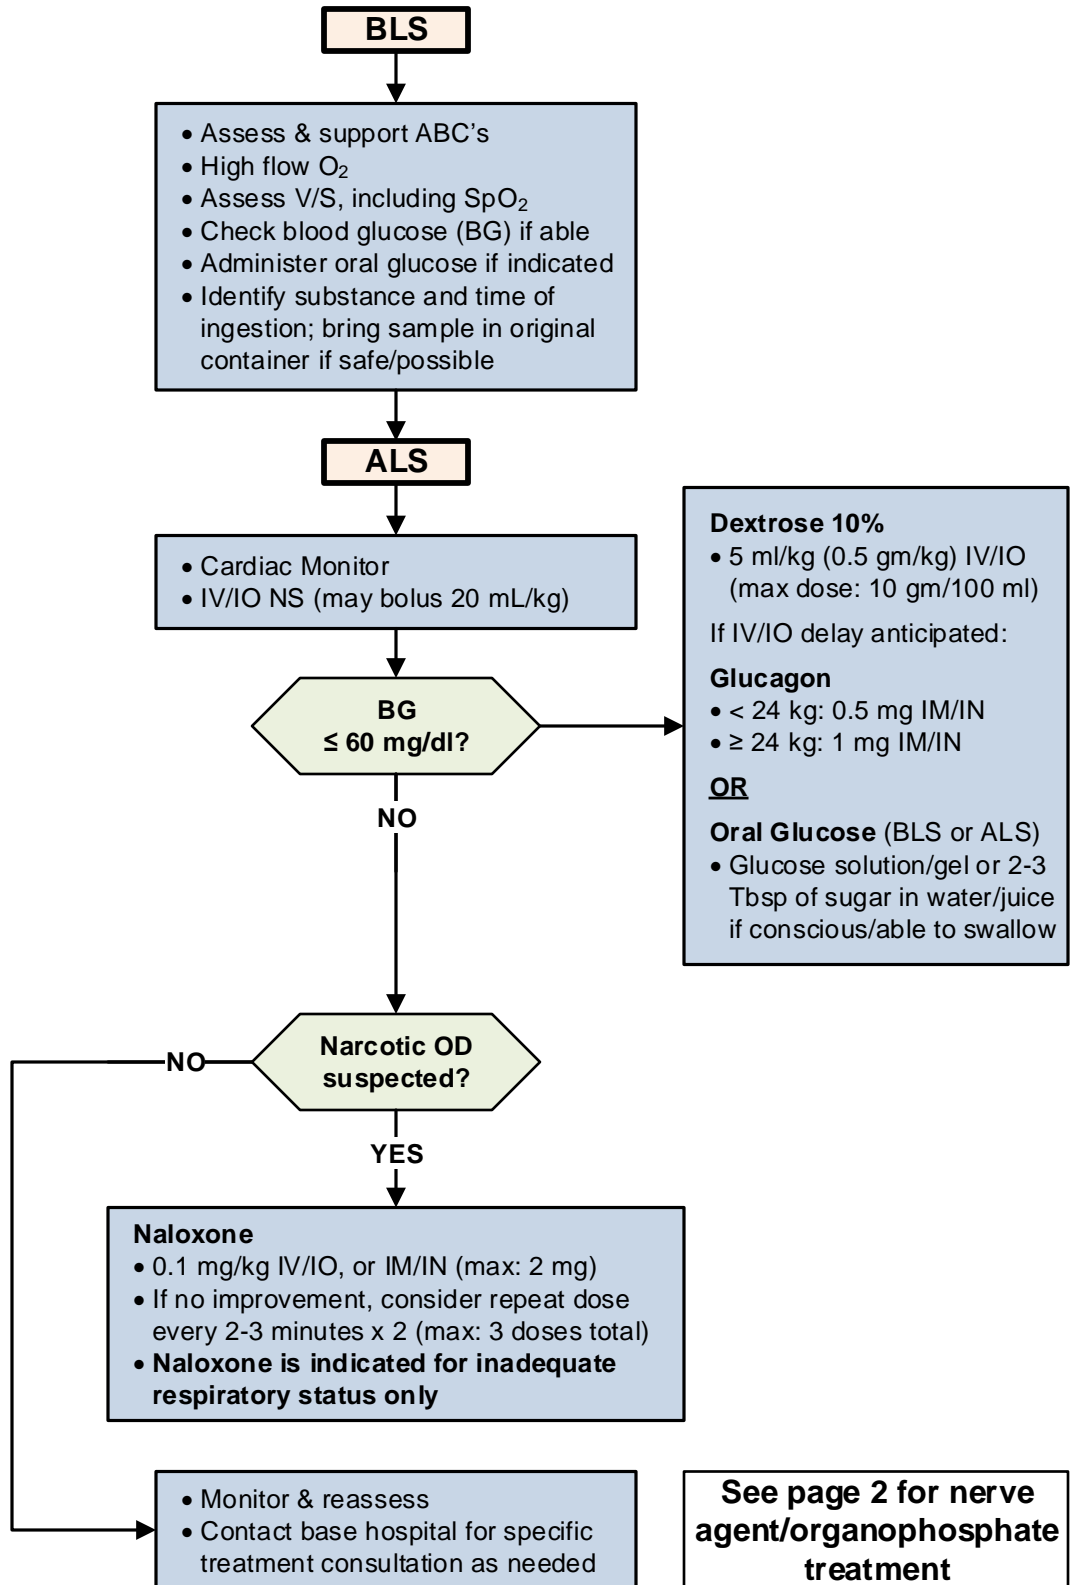 BLS
• Assess & support ABC's
• High flow O₂
• Assess V/S, including SpO₂
• Check blood glucose (BG) if able
• Administer oral glucose if indicated
• Identify substance and time of
ingestion; bring sample in original
container if safe/possible
ALS
• Cardiac Monitor
• IV/IO NS (may bolus 20 mL/kg)
BG
≤ 60 mg/dl?
Dextrose 10%
• 5 ml/kg (0.5 gm/kg) IV/IO
(max dose: 10 gm/100 ml)
If IV/IO delay anticipated:
Glucagon
• < 24 kg: 0.5 mg IM/IN
• ≥ 24 kg: 1 mg IM/IN
OR
Oral Glucose (BLS or ALS)
• Glucose solution/gel or 2-3
Tbsp of sugar in water/juice
if conscious/able to swallow
NO
Narcotic OD
suspected?
NO
YES
Naloxone
• 0.1 mg/kg IV/IO, or IM/IN (max: 2 mg)
• If no improvement, consider repeat dose
every 2-3 minutes x 2 (max: 3 doses total)
• Naloxone is indicated for inadequate
respiratory status only
• Monitor & reassess
• Contact base hospital for specific
treatment consultation as needed
See page 2 for nerve
agent/organophosphate
treatment